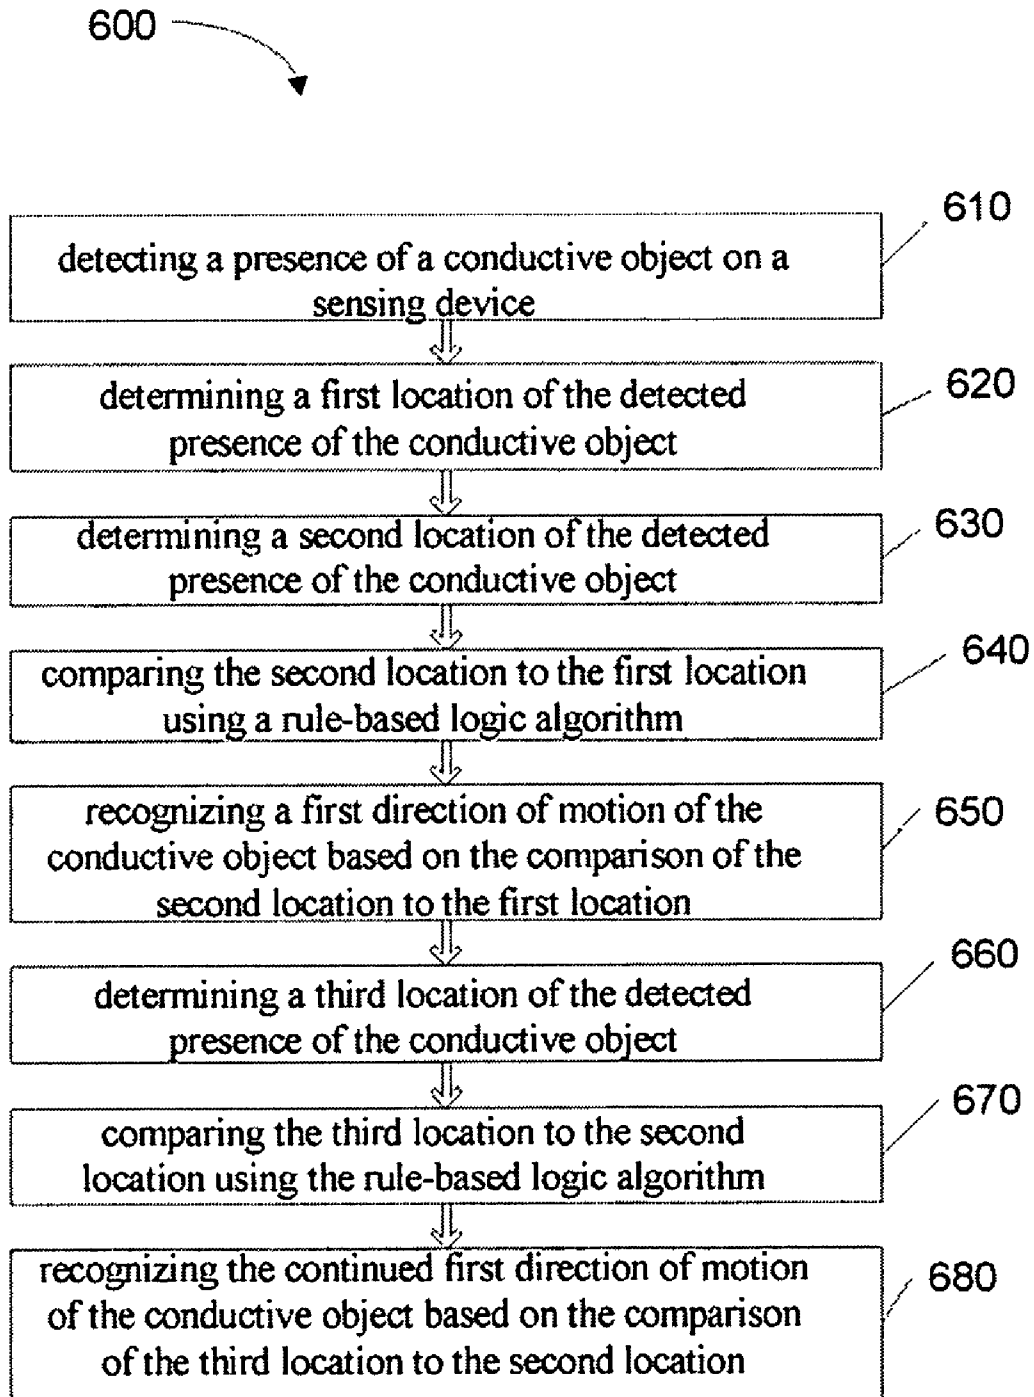 600
610
detecting a presence of a conductive object on a
sensing device
620
determining a first location of the detected
presence of the conductive object
630
determining a second location of the detected
presence of the conductive object
640
comparing the second location to the first location
using a rule-based logic algorithm
650
recognizing a first direction of motion of the
conductive object based on the comparison of the
second location to the first location
660
determining a third location of the detected
presence of the conductive object
670
comparing the third location to the second
location using the rule-based logic algorithm
680
recognizing the continued first direction of motion
of the conductive object based on the comparison
of the third location to the second location